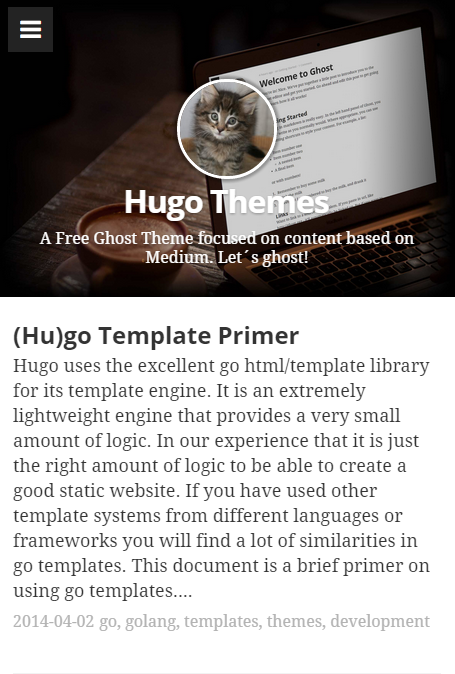 Welcome to Ghost
Hugo Themes
A Free Ghost Theme focused on content based on
Medium. Let´s ghost!
(Hu)go Template Primer
Hugo uses the excellent go html/template library
for its template engine. It is an extremely
lightweight engine that provides a very small
amount of logic. In our experience that it is just
the right amount of logic to be able to create a
good static website. If you have used other
template systems from different languages or
frameworks you will find a lot of similarities in
go templates. This document is a brief primer on
using go templates....
2014-04-02 go, golang, templates, themes, development